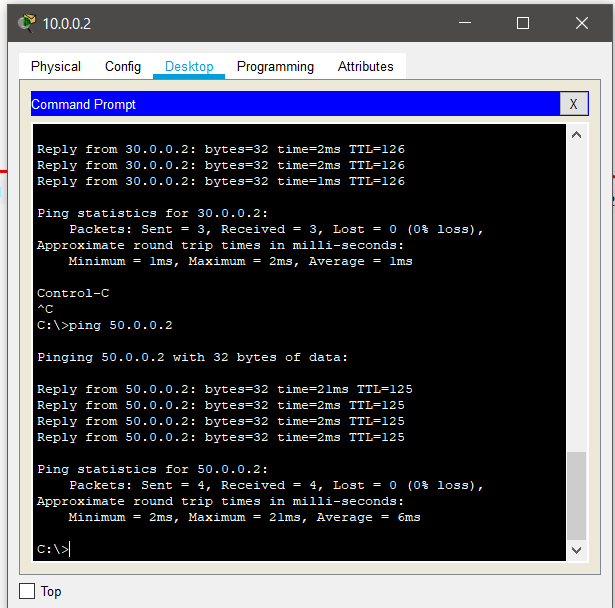 10.0.0.2
Physical Config Desktop Programming Attributes
Command Prompt X
Reply from 30.0.0.2: bytes=32 time=2ms TTL=126
Reply from 30.0.0.2: bytes=32 time=2ms TTL=126
Reply from 30.0.0.2: bytes=32 time=1ms TTL=126
Ping statistics for 30.0.0.2:
Packets: Sent = 3, Received = 3, Lost = 0 (0% loss),
Approximate round trip times in milli-seconds:
Minimum = 1ms, Maximum = 2ms, Average = 1ms
Control-C
^C
C:\>ping 50.0.0.2
Pinging 50.0.0.2 with 32 bytes of data:
Reply from 50.0.0.2: bytes=32 time=21ms TTL=125
Reply from 50.0.0.2: bytes=32 time=2ms TTL=125
Reply from 50.0.0.2: bytes=32 time=2ms TTL=125
Reply from 50.0.0.2: bytes=32 time=2ms TTL=125
Ping statistics for 50.0.0.2:
Packets: Sent = 4, Received = 4, Lost = 0 (0% loss),
Approximate round trip times in milli-seconds:
Minimum = 2ms, Maximum = 21ms, Average = 6ms
C:\>
Top